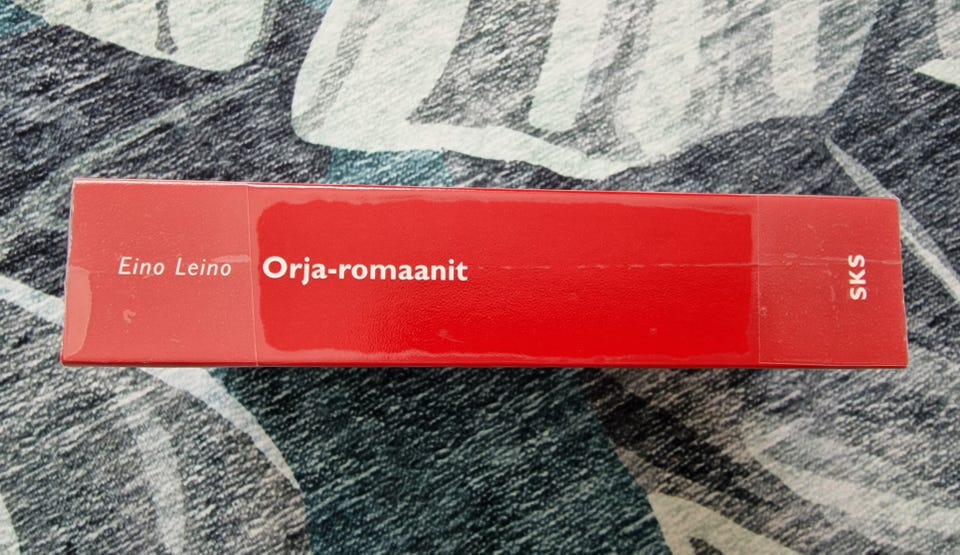 Eino Leino
Orja-romaanit
SKS